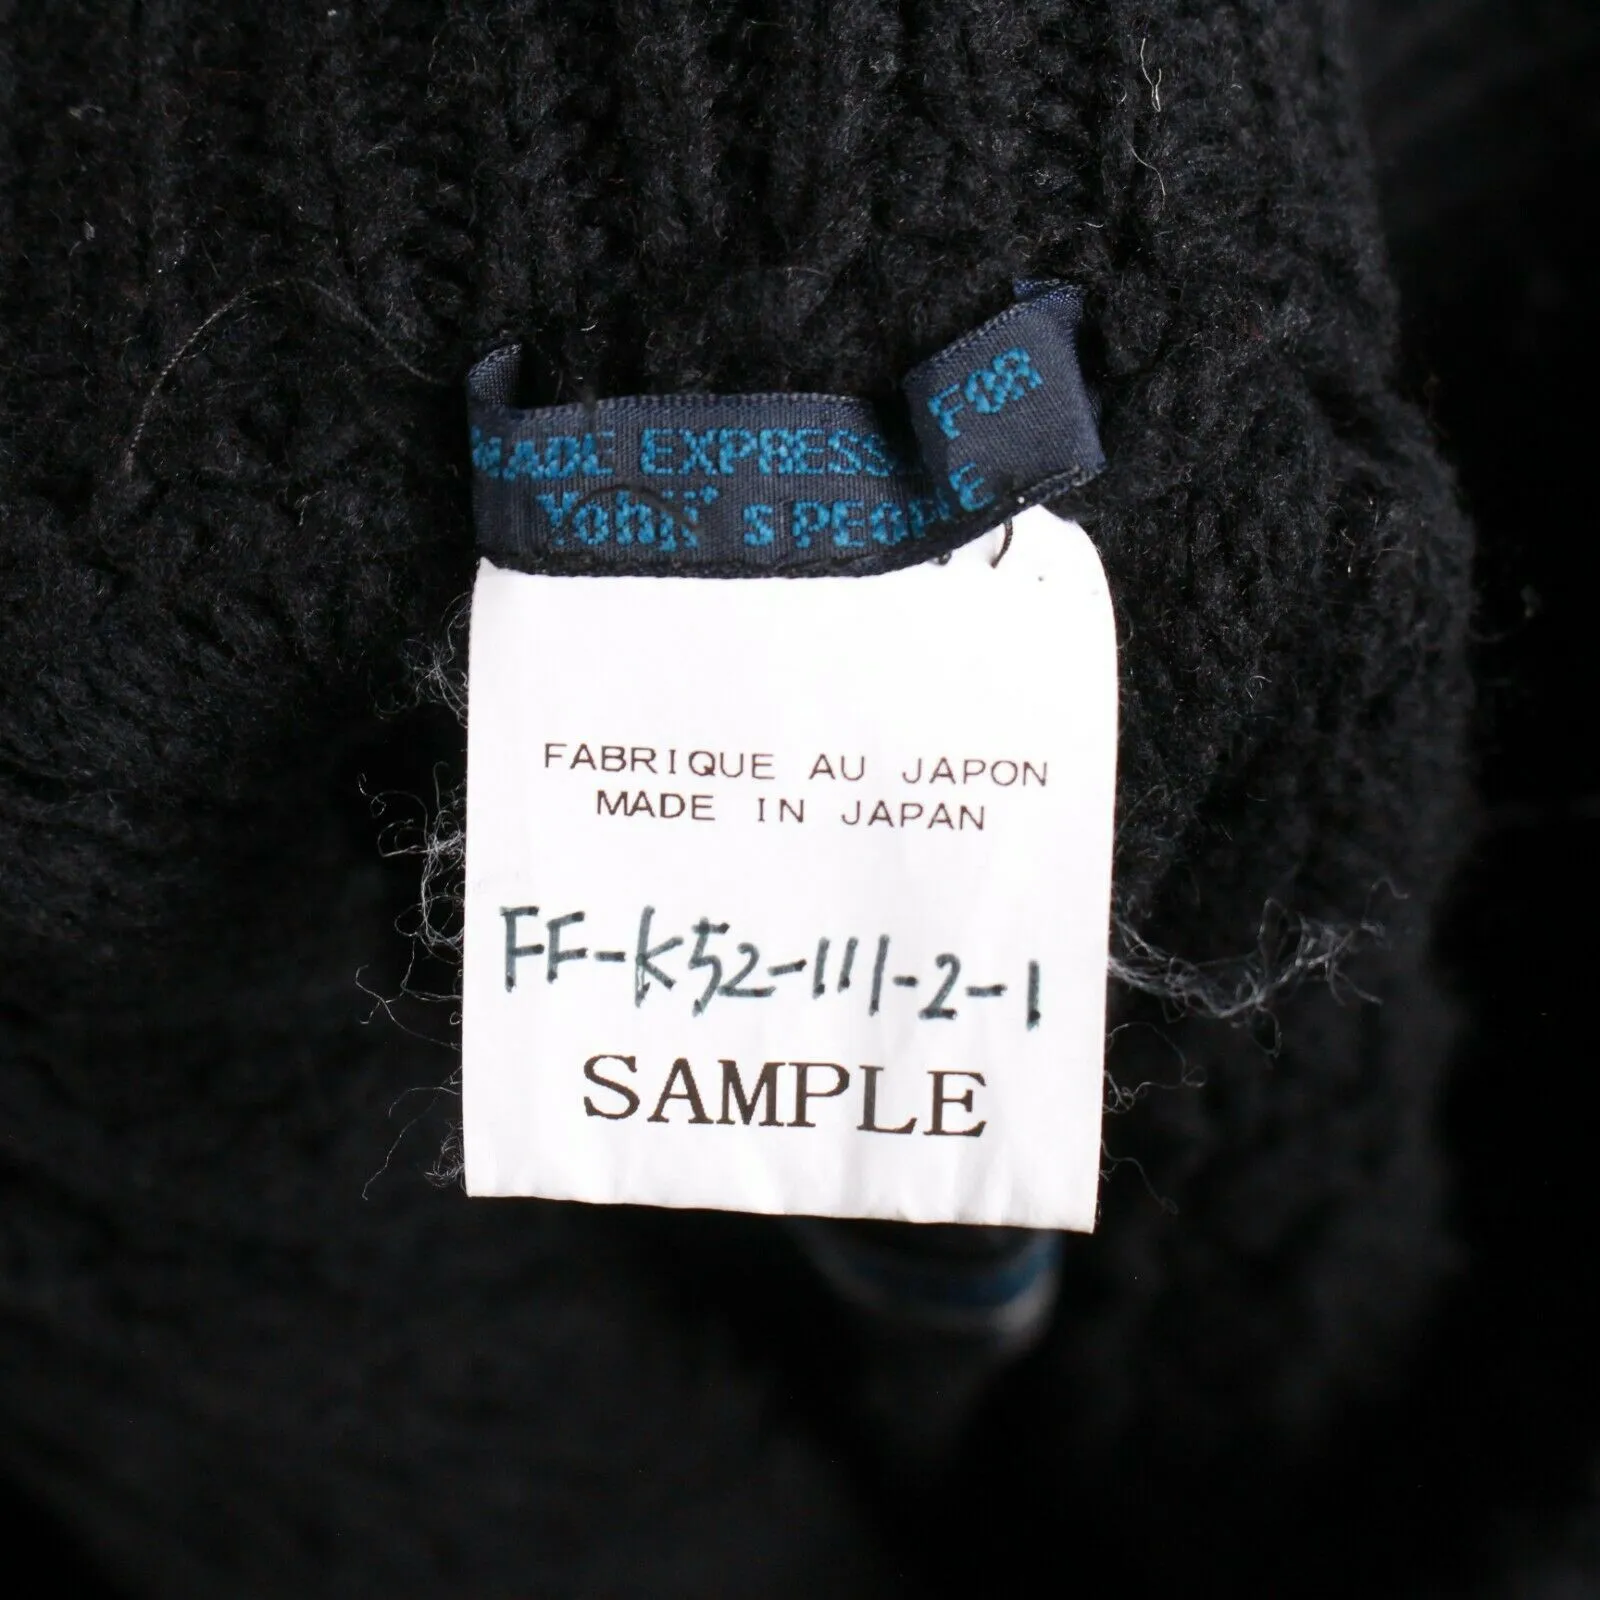 MADE EXPRESS FOR
Yohji's PEOPLE
FABRIQUE AU JAPON
MADE IN JAPAN
FF-K52-111-2-1
SAMPLE